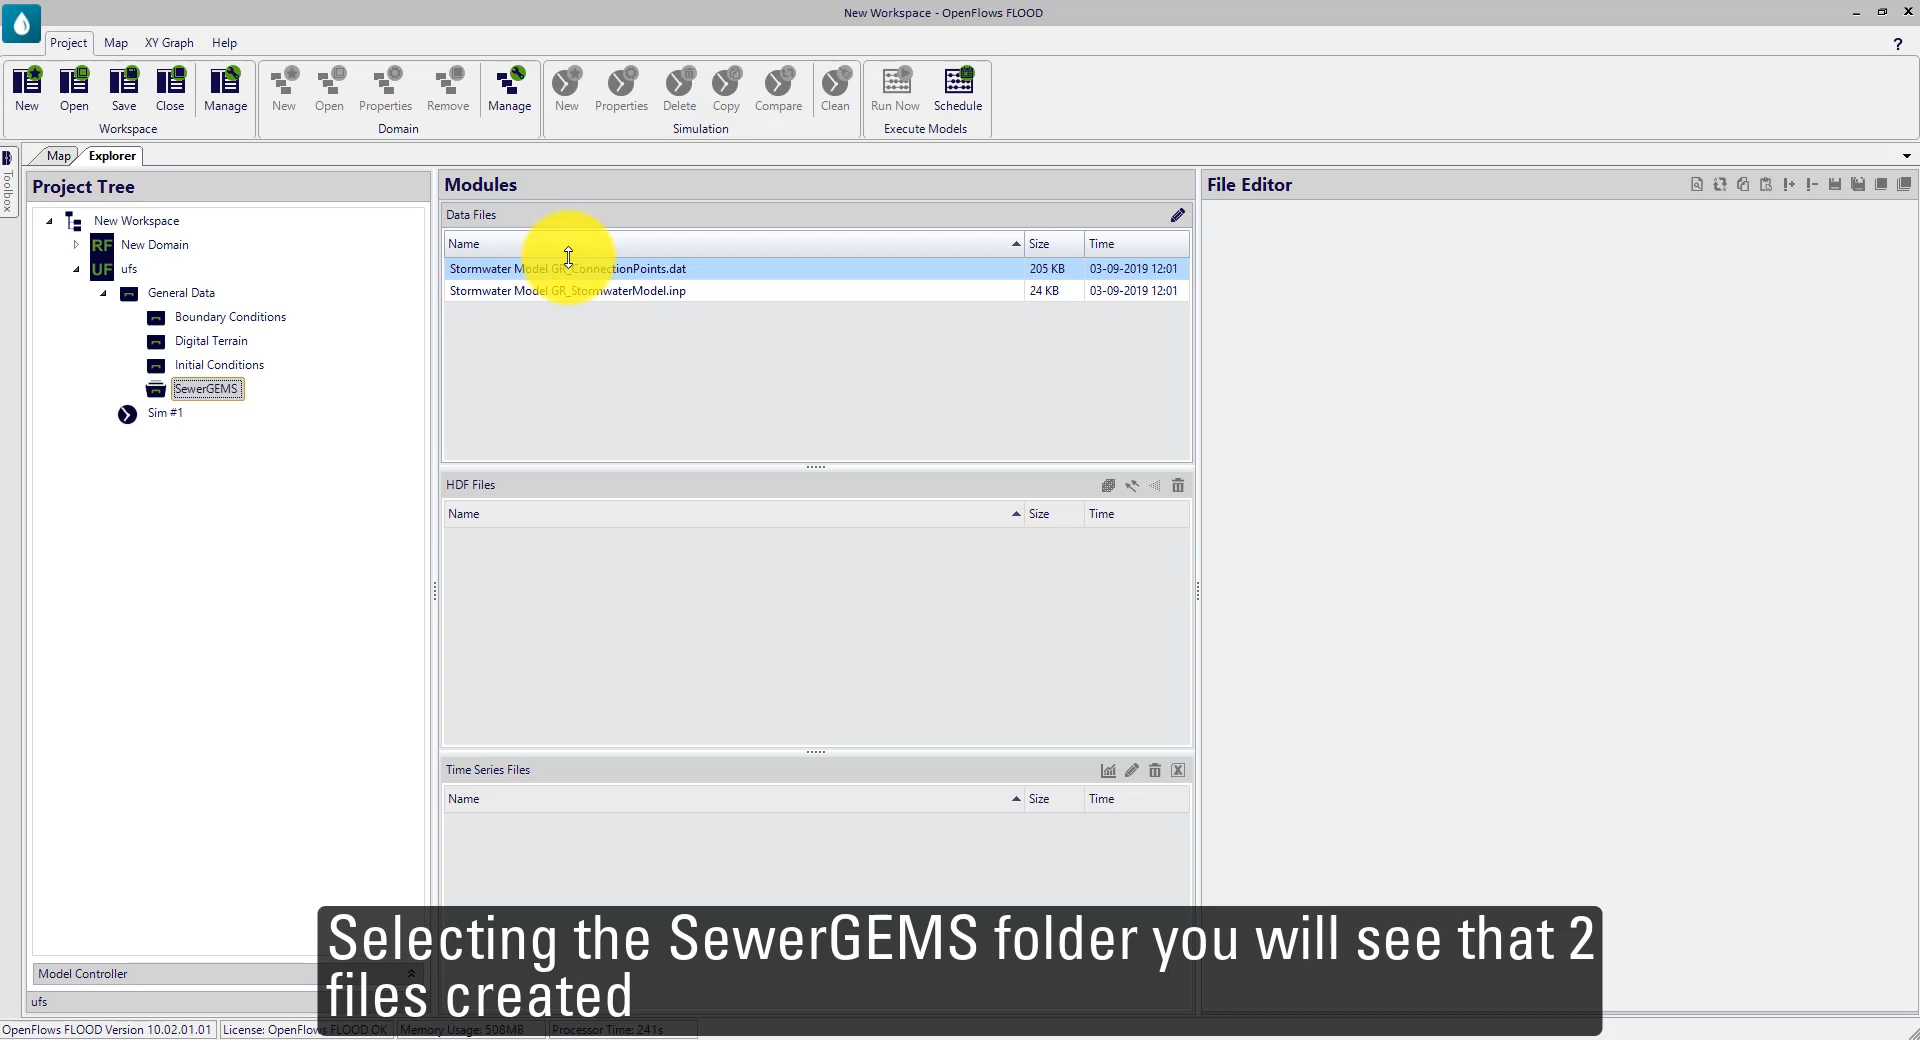 New Workspace - OpenFlows FLOOD
Project Map XY Graph Help
?
New Open Save Close Manage New Open Properties Remove Manage New Properties Delete Copy Compare Clean Run Now Schedule
Workspace Domain Simulation Execute Models
Map Explorer
Toolbox
Project Tree
New Workspace
RF New Domain
UF ufs
General Data
Boundary Conditions
Digital Terrain
Initial Conditions
SewerGEMS
Sim #1
Model Controller
ufs
Modules
Data Files
Name Size Time
Stormwater Model GR_ConnectionPoints.dat 205 KB 03-09-2019 12:01
Stormwater Model GR_StormwaterModel.inp 24 KB 03-09-2019 12:01
HDF Files
Name Size Time
Time Series Files
Name Size Time
File Editor
Selecting the SewerGEMS folder you will see that 2
files created
OpenFlows FLOOD Version 10.02.01.01 License: OpenFlows FLOOD OK Memory Usage: 508MB Processor Time: 241s